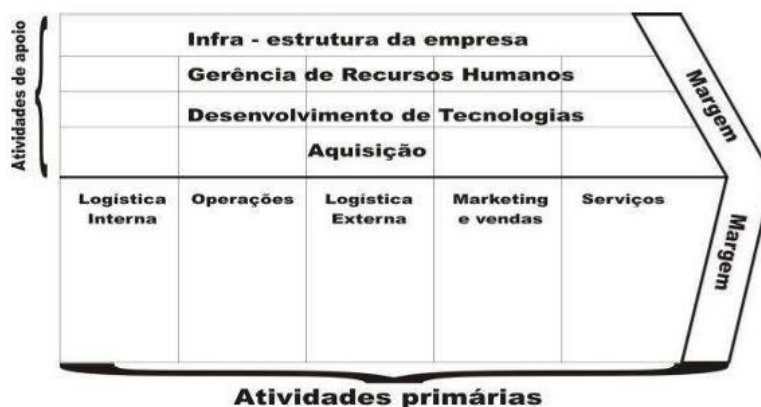 Atividades de apoio
Infra - estrutura da empresa
Gerência de Recursos Humanos
Desenvolvimento de Tecnologias
Aquisição
Margem
Logística
Interna
Operações
Logística
Externa
Marketing
e vendas
Serviços
Margem
Atividades primárias